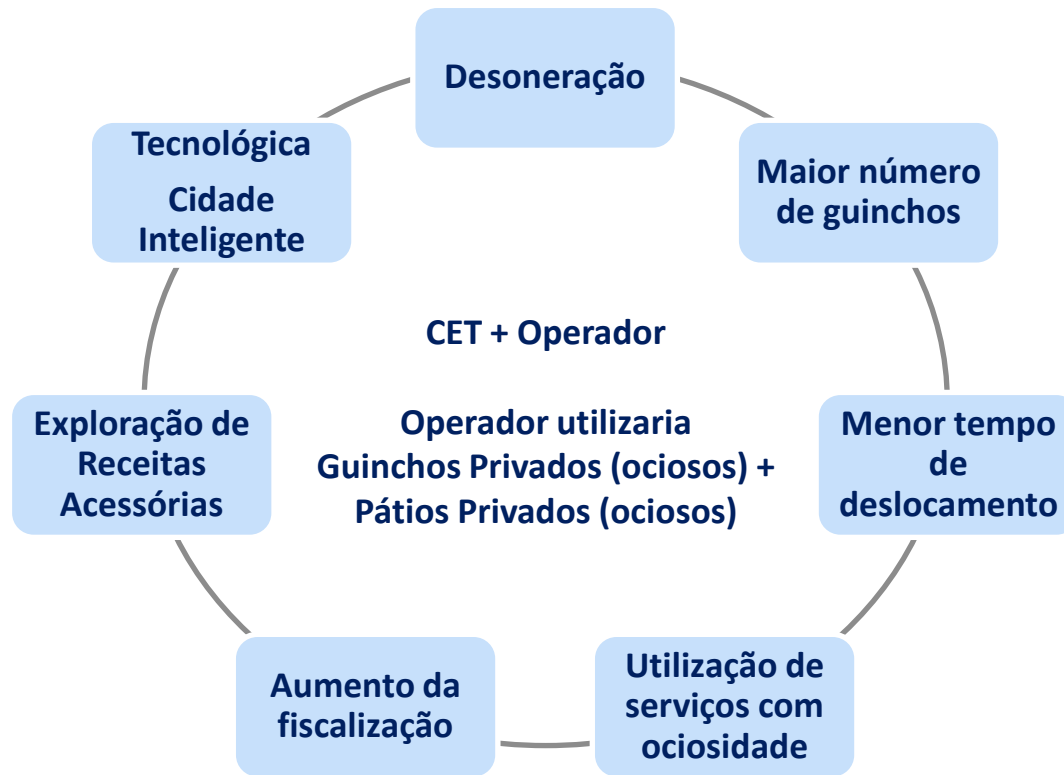 Desoneração
Maior número
de guinchos
Menor tempo
de
deslocamento
Utilização de
serviços com
ociosidade
Aumento da
fiscalização
Exploração de
Receitas
Acessórias
Tecnológica
Cidade
Inteligente
CET + Operador
Operador utilizaria
Guinchos Privados (ociosos) +
Pátios Privados (ociosos)